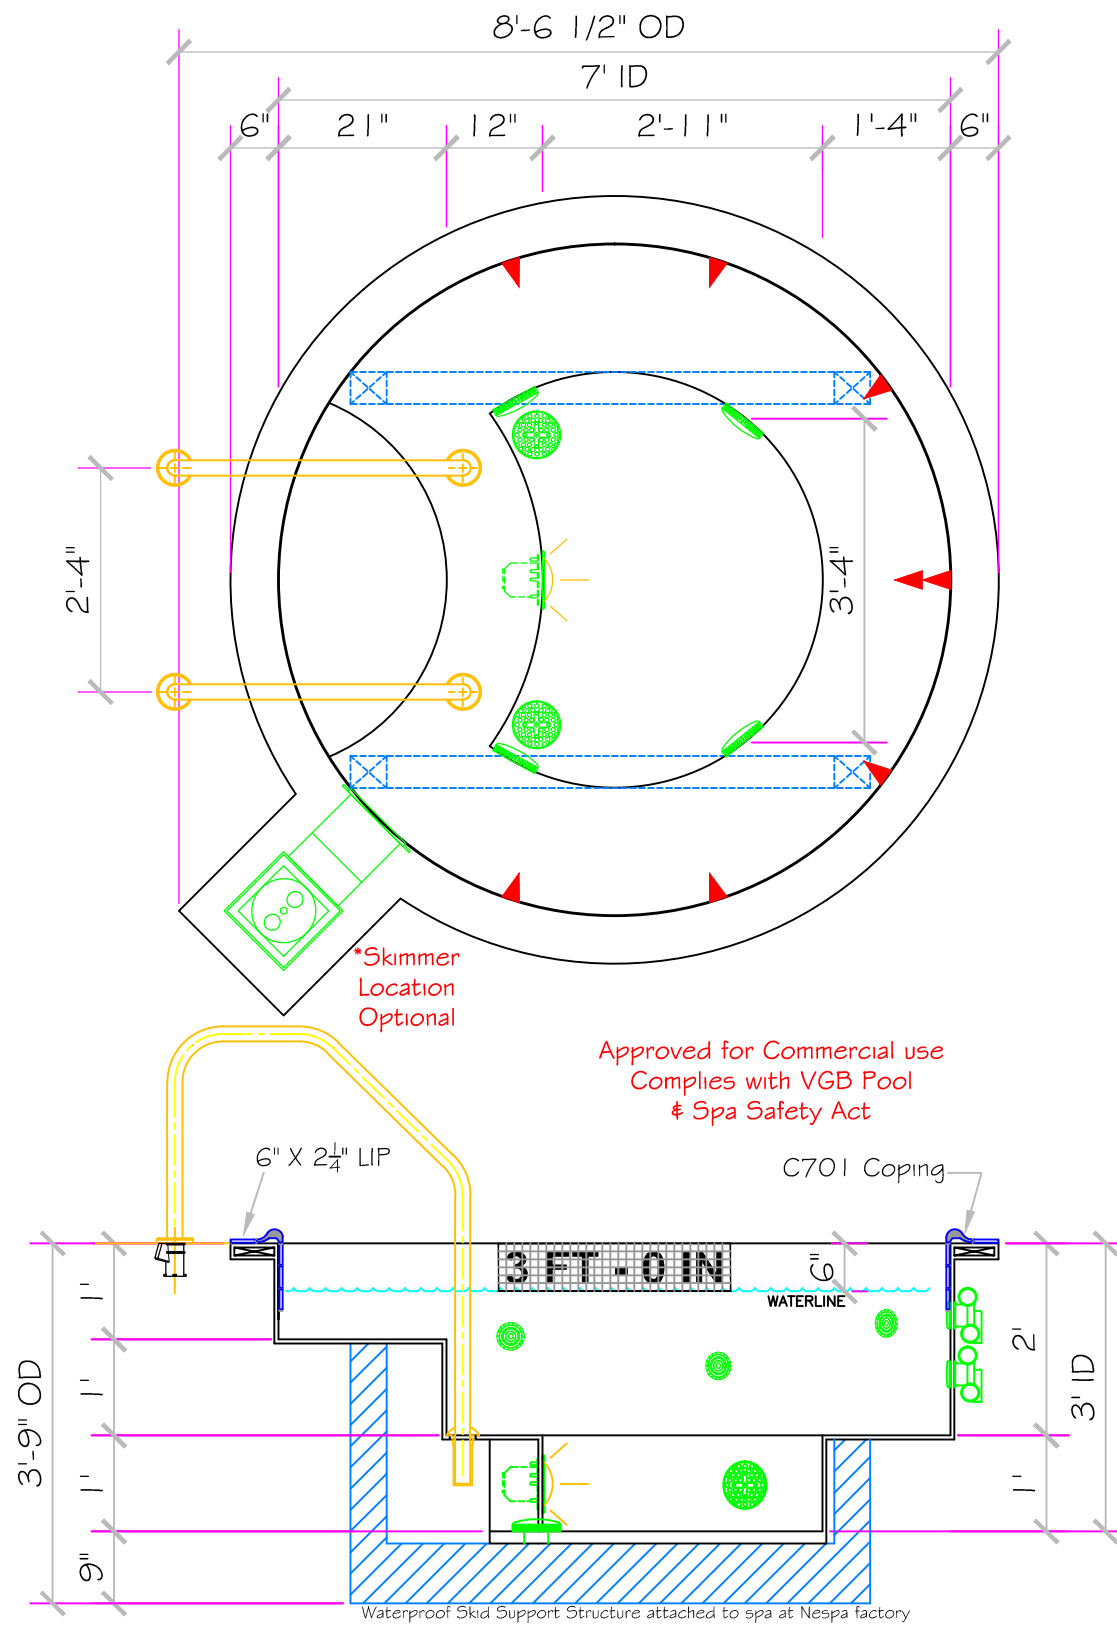 8'-6 1/2" OD
7' ID
6" 21" 12" 2'-11" 1'-4" 6"
2'-4"
3'-4"
*Skimmer
Location
Optional
Approved for Commercial use
Complies with VGB Pool
& Spa Safety Act
6" X 2¼" LIP
C701 Coping
3 FT - 0 IN
6"
WATERLINE
1'
1'
1'
9"
3'-9" OD
2'
1'
3' ID
Waterproof Skid Support Structure attached to spa at Nespa factory